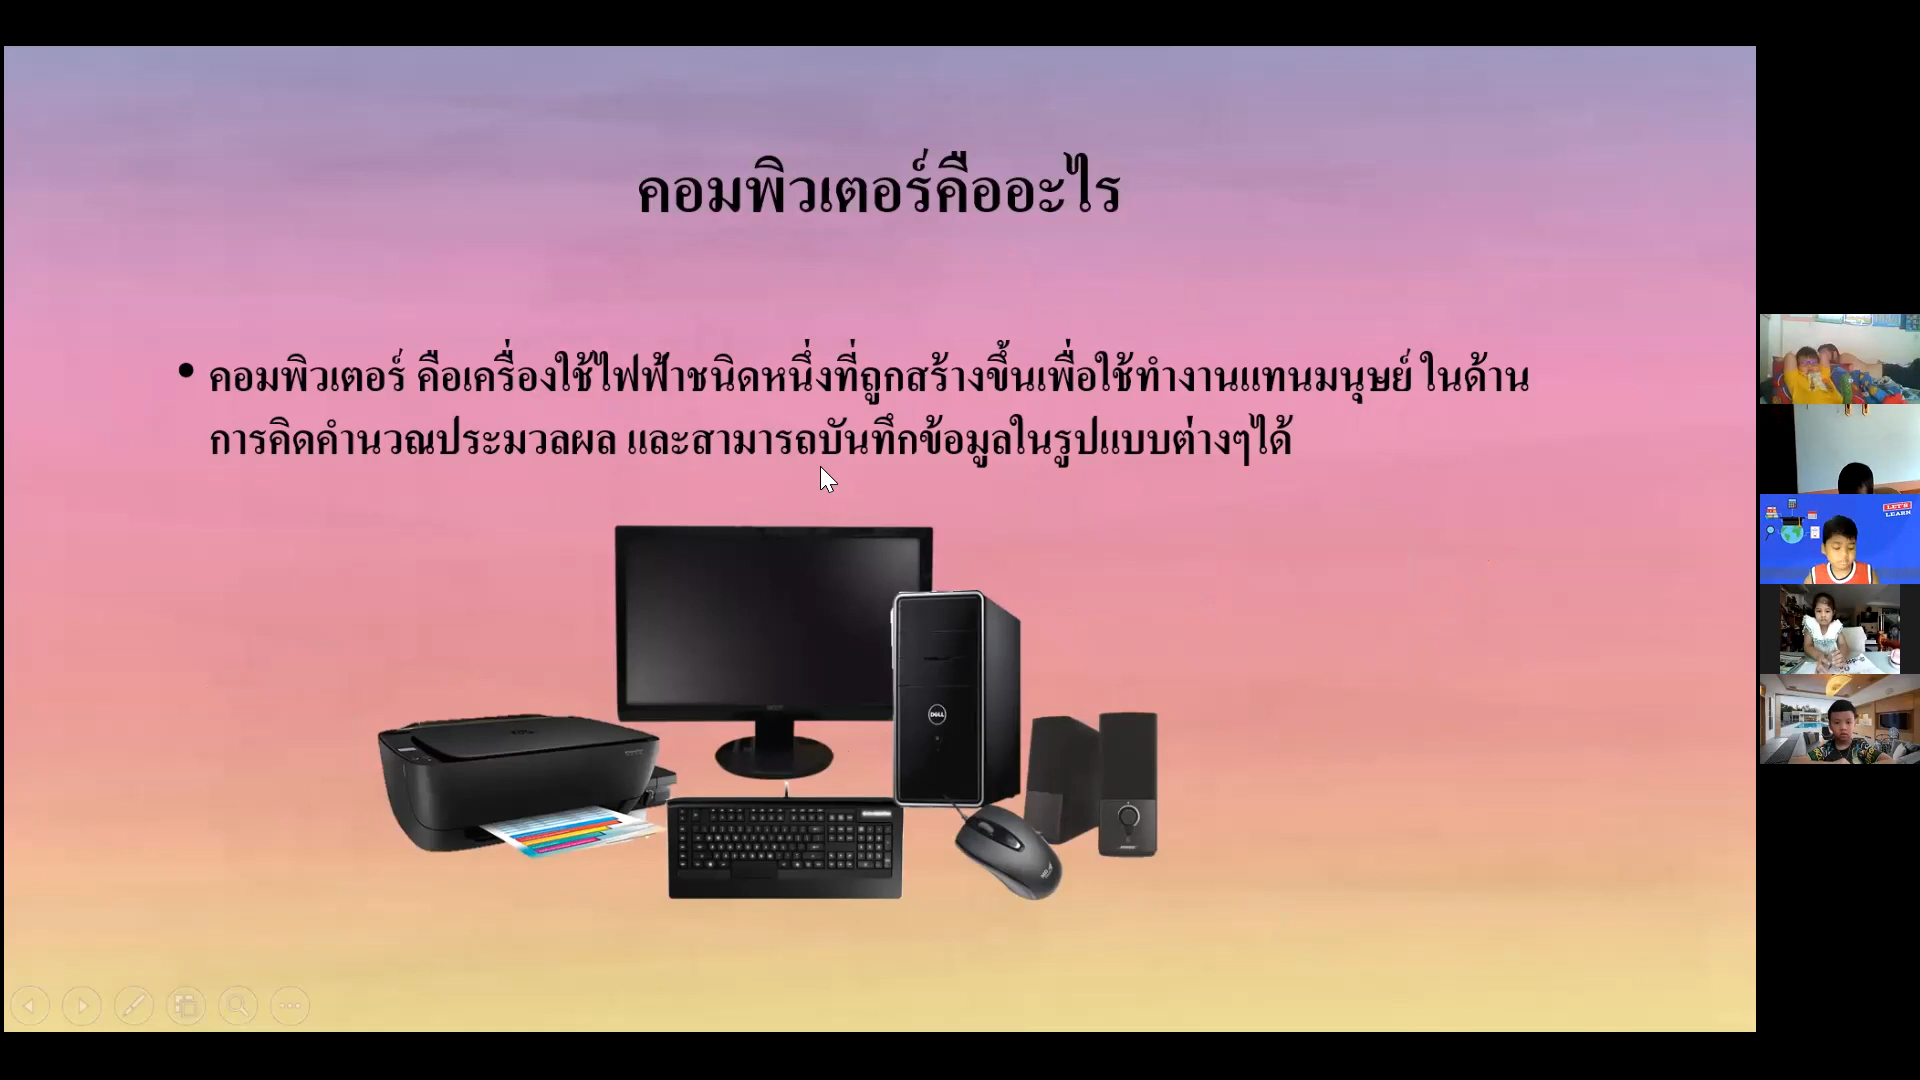 คอมพิวเตอร์คืออะไร
• คอมพิวเตอร์ คือเครื่องใช้ไฟฟ้าชนิดหนึ่งที่ถูกสร้างขึ้นเพื่อใช้ทำงานแทนมนุษย์ ในด้าน
การคิดคำนวณประมวลผล และสามารถบันทึกข้อมูลในรูปแบบต่างๆได้
DELL
LET'S
LEARN